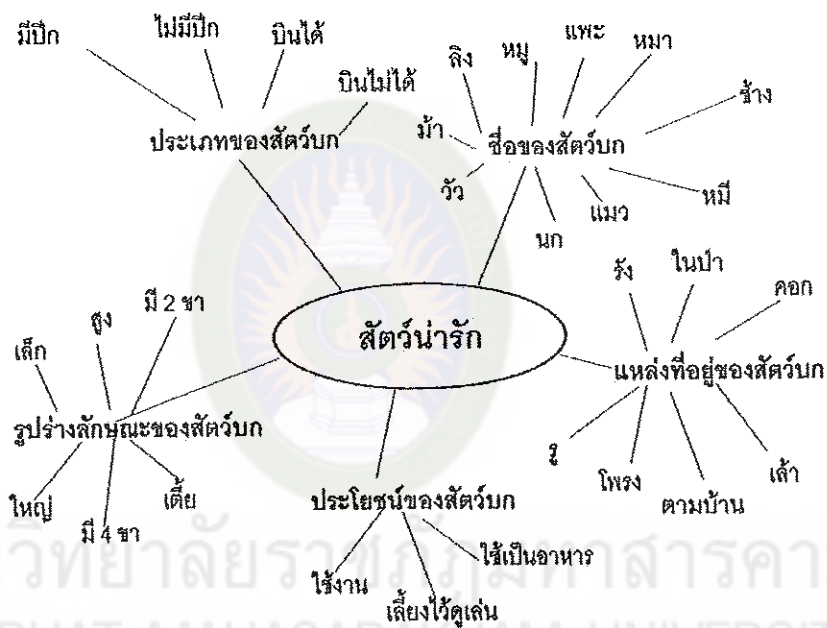 มีปีก
ไม่มีปีก
บินได้
บินไม่ได้
ประเภทของสัตว์บก
ลิง
หมู
แพะ
หมา
ช้าง
ม้า
ชื่อของสัตว์บก
วัว
นก
แมว
หมี
สัตว์น่ารัก
รัง
ในป่า
คอก
แหล่งที่อยู่ของสัตว์บก
รู
โพรง
ตามบ้าน
เล้า
เล็ก
สูง
มี 2 ขา
รูปร่างลักษณะของสัตว์บก
ใหญ่
มี 4 ขา
เตี้ย
ประโยชน์ของสัตว์บก
ใช้งาน
เลี้ยงไว้ดูเล่น
ใช้เป็นอาหาร
วิทยาลัยราชภัฏมหาสารคา